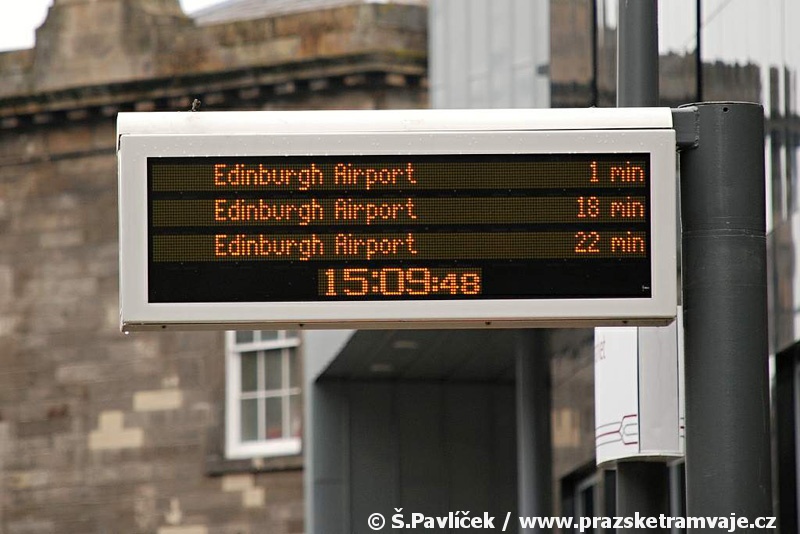 Edinburgh Airport 1 min
Edinburgh Airport 18 min
Edinburgh Airport 22 min
15:09:48
© Š.Pavlíček / www.prazsketramvaje.cz